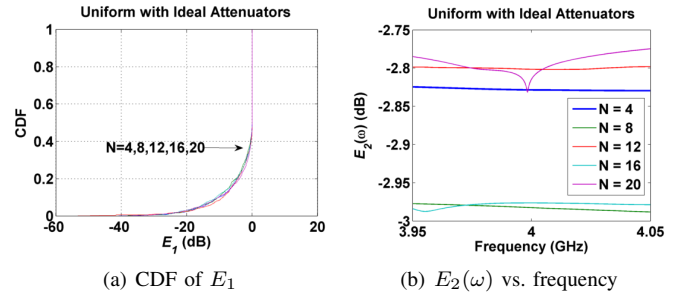 Uniform with Ideal Attenuators
1
0.8
0.6
0.4
0.2
0
CDF
N=4,8,12,16,20
-60
-40
-20
0
20
E1 (dB)
(a) CDF of E1
Uniform with Ideal Attenuators
-2.75
-2.8
-2.85
-2.9
-2.95
-3
E2(ω) (dB)
N = 4
N = 8
N = 12
N = 16
N = 20
3.95
4
4.05
Frequency (GHz)
(b) E2(ω) vs. frequency